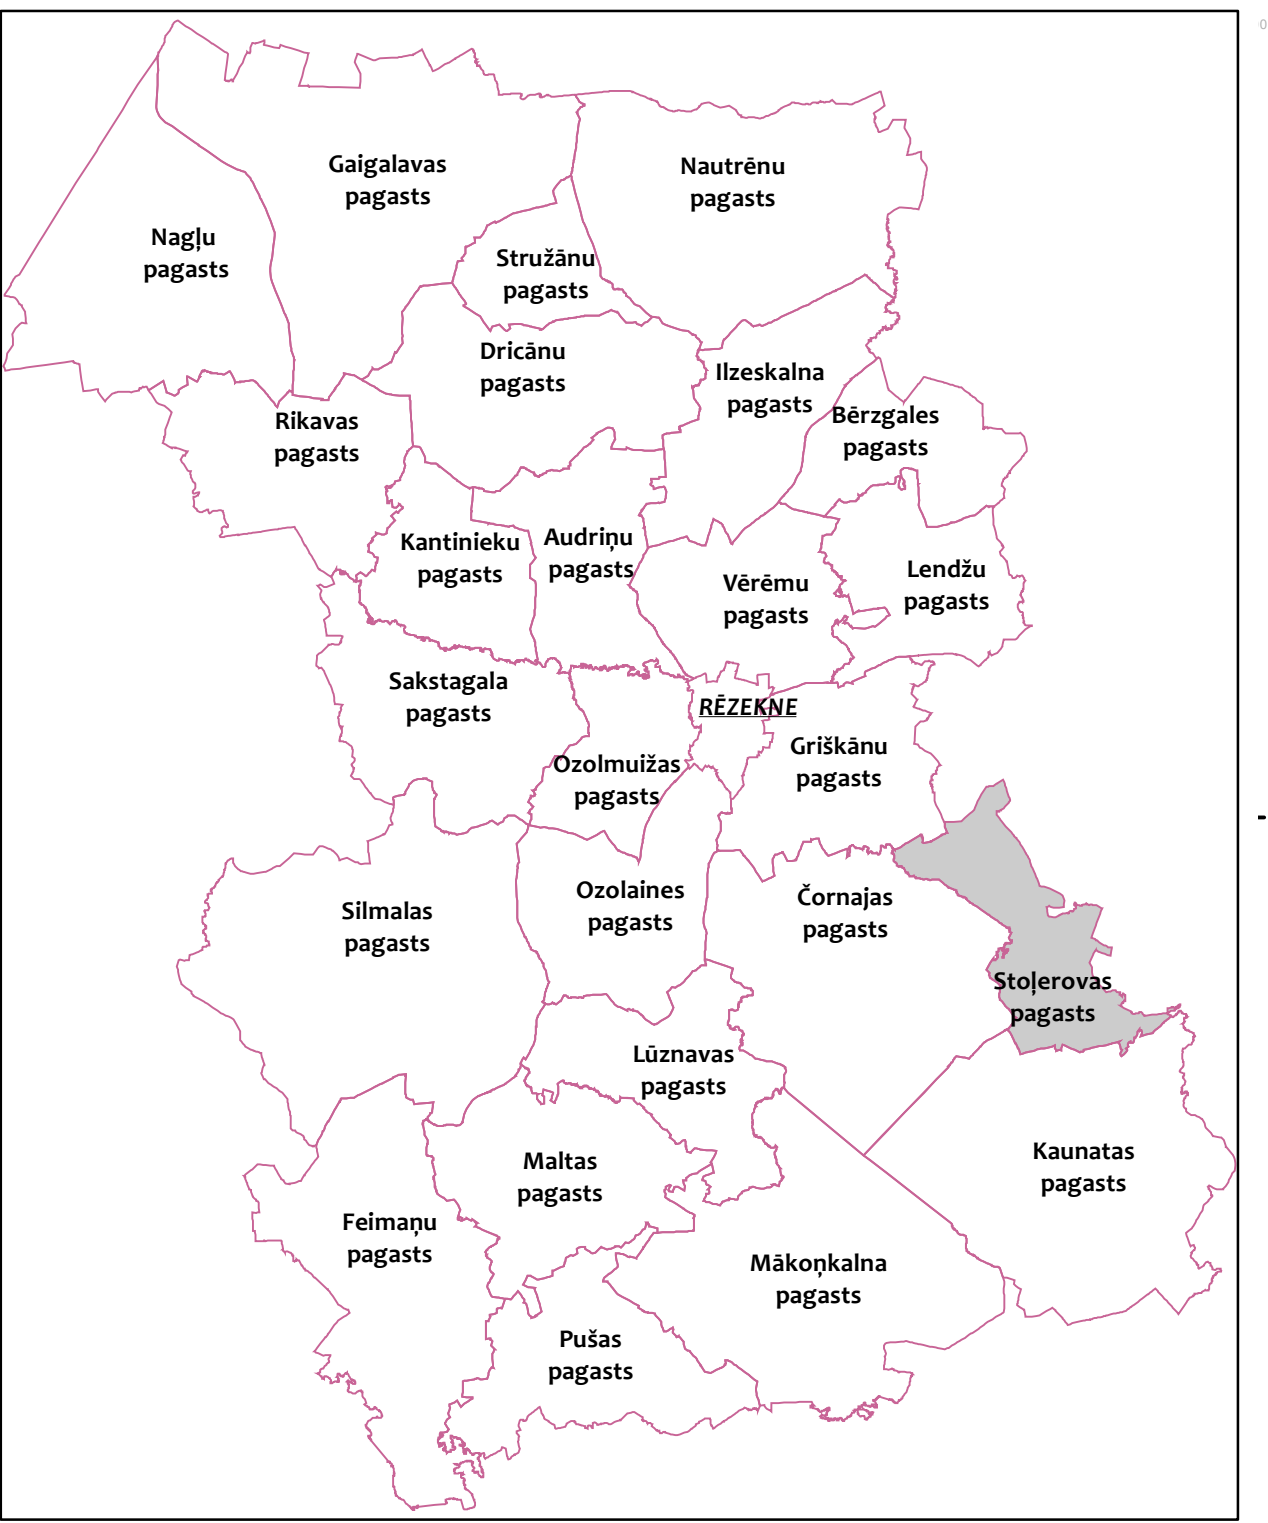 0
Gaigalavas
pagasts
Nautrēnu
pagasts
Nagļu
pagasts
Stružānu
pagasts
Dricānu
pagasts
Ilzeskalna
pagasts
Bērzgales
pagasts
Rikavas
pagasts
Kantinieku
pagasts
Audriņu
pagasts
Vērēmu
pagasts
Lendžu
pagasts
Sakstagala
pagasts
RĒZEKNE
Griškānu
pagasts
Ozolmuižas
pagasts
Ozolaines
pagasts
Čornajas
pagasts
Silmalas
pagasts
Stoļerovas
pagasts
Lūznavas
pagasts
Kaunatas
pagasts
Maltas
pagasts
Feimaņu
pagasts
Mākoņkalna
pagasts
Pušas
pagasts